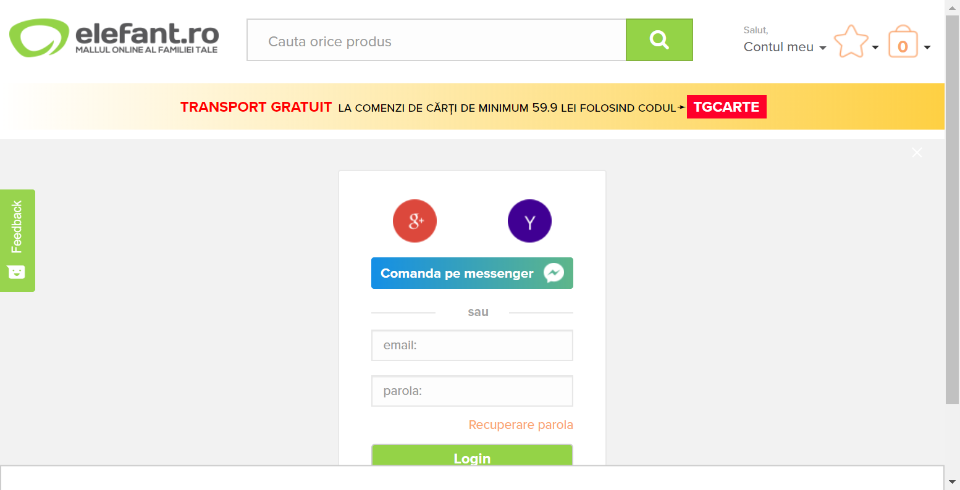 elefant.ro
MALLUL ONLINE AL FAMILIEI TALE
Cauta orice produs
Salut,
Contul meu
0
TRANSPORT GRATUIT LA COMENZI DE CĂRȚI DE MINIMUM 59.9 LEI FOLOSIND CODUL TGCARTE
Feedback
g+
Y
Comanda pe messenger
sau
email:
parola:
Recuperare parola
Login